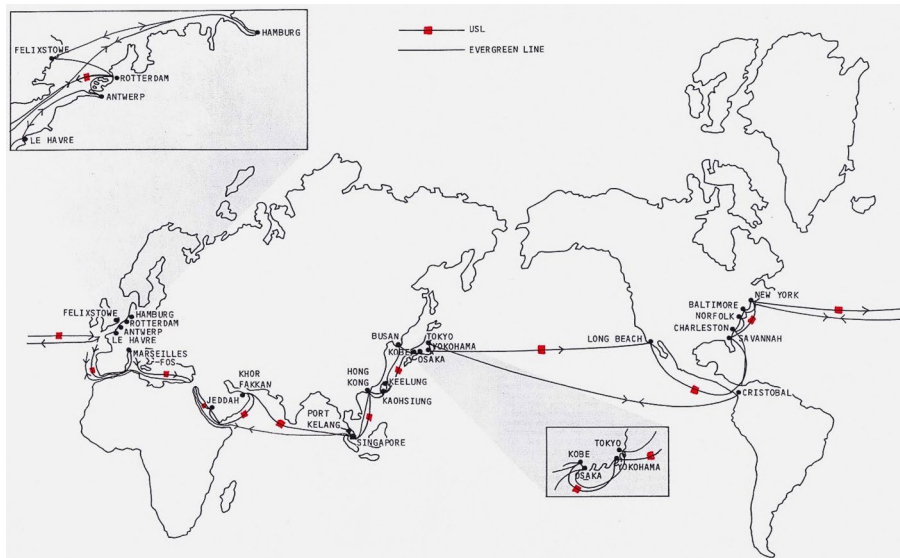 HAMBURG
FELIXSTOWE
ROTTERDAM
ANTWERP
LE HAVRE
USL
EVERGREEN LINE
FELIXSTOWE
HAMBURG
ROTTERDAM
ANTWERP
LE HAVRE
MARSEILLES
FOS
JEDDAH
KHOR
FAKKAN
PORT
KELANG
SINGAPORE
HONG
KONG
KEELUNG
KAOHSIUNG
BUSAN
KOBE
OSAKA
TOKYO
YOKOHAMA
LONG BEACH
NEW YORK
BALTIMORE
NORFOLK
CHARLESTON
SAVANNAH
CRISTOBAL
TOKYO
KOBE
YOKOHAMA
OSAKA